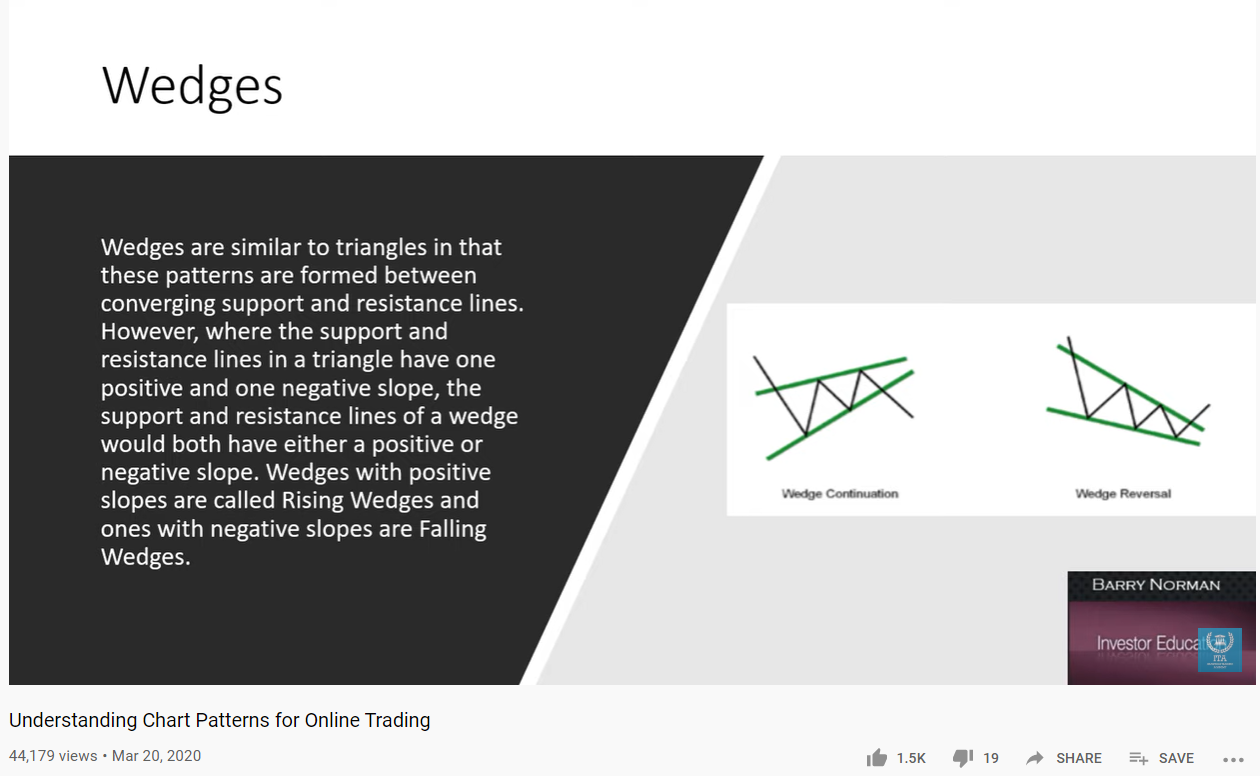 Wedges
Wedges are similar to triangles in that
these patterns are formed between
converging support and resistance lines.
However, where the support and
resistance lines in a triangle have one
positive and one negative slope, the
support and resistance lines of a wedge
would both have either a positive or
negative slope. Wedges with positive
slopes are called Rising Wedges and
ones with negative slopes are Falling
Wedges.
Wedge Continuation
Wedge Reversal
BARRY NORMAN
Investor Educat
ITA
Understanding Chart Patterns for Online Trading
44,179 views • Mar 20, 2020
1.5K
19
SHARE
SAVE